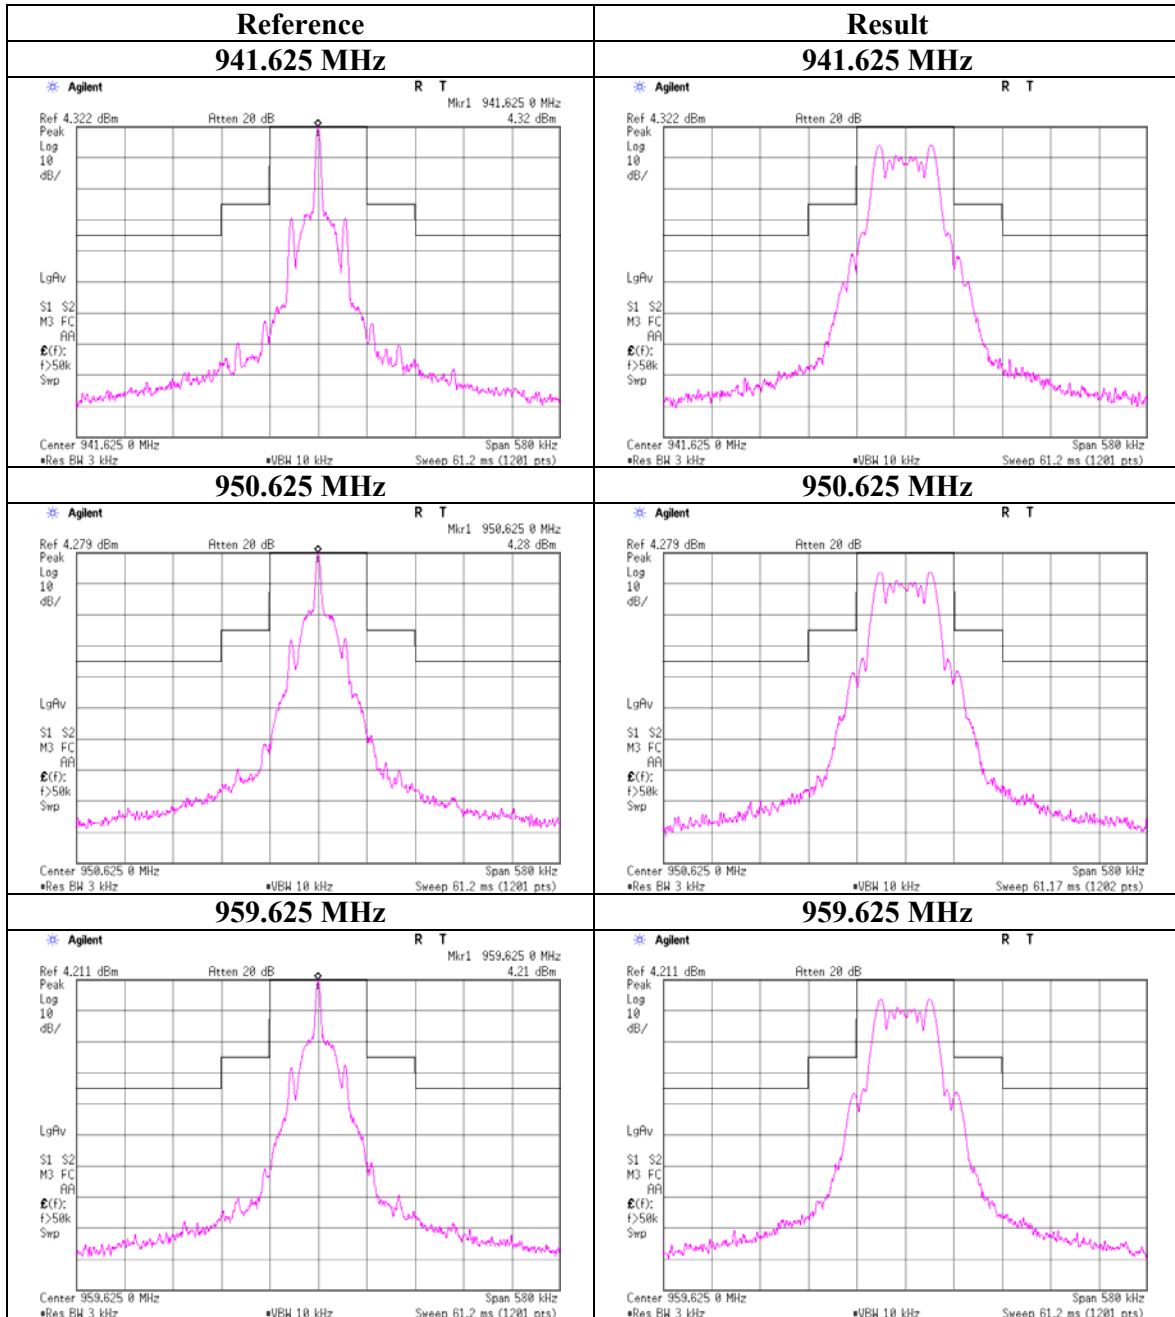 Reference Result
941.625 MHz 941.625 MHz
Agilent R T
Mkr1 941.625 0 MHz
Ref 4.322 dBm Atten 20 dB 4.32 dBm
Peak
Log
10
dB/
LgAv
S1 S2
M3 FC
AA
£(f):
f>50k
Swp
Center 941.625 0 MHz Span 580 kHz
*Res BW 3 kHz *VBW 10 kHz Sweep 61.2 ms (1201 pts)
Agilent R T
Ref 4.322 dBm Atten 20 dB
Peak
Log
10
dB/
LgAv
S1 S2
M3 FC
AA
£(f):
f>50k
Swp
Center 941.625 0 MHz Span 580 kHz
*Res BW 3 kHz *VBW 10 kHz Sweep 61.2 ms (1201 pts)
950.625 MHz 950.625 MHz
Agilent R T
Mkr1 950.625 0 MHz
Ref 4.279 dBm Atten 20 dB 4.28 dBm
Peak
Log
10
dB/
LgAv
S1 S2
M3 FC
AA
£(f):
f>50k
Swp
Center 950.625 0 MHz Span 580 kHz
*Res BW 3 kHz *VBW 10 kHz Sweep 61.2 ms (1201 pts)
Agilent R T
Ref 4.279 dBm Atten 20 dB
Peak
Log
10
dB/
LgAv
S1 S2
M3 FC
AA
£(f):
f>50k
Swp
Center 950.625 0 MHz Span 580 kHz
*Res BW 3 kHz *VBW 10 kHz Sweep 61.17 ms (1202 pts)
959.625 MHz 959.625 MHz
Agilent R T
Mkr1 959.625 0 MHz
Ref 4.211 dBm Atten 20 dB 4.21 dBm
Peak
Log
10
dB/
LgAv
S1 S2
M3 FC
AA
£(f):
f>50k
Swp
Center 959.625 0 MHz Span 580 kHz
*Res BW 3 kHz *VBW 10 kHz Sweep 61.2 ms (1201 pts)
Agilent R T
Ref 4.211 dBm Atten 20 dB
Peak
Log
10
dB/
LgAv
S1 S2
M3 FC
AA
£(f):
f>50k
Swp
Center 959.625 0 MHz Span 580 kHz
*Res BW 3 kHz *VBW 10 kHz Sweep 61.2 ms (1201 pts)